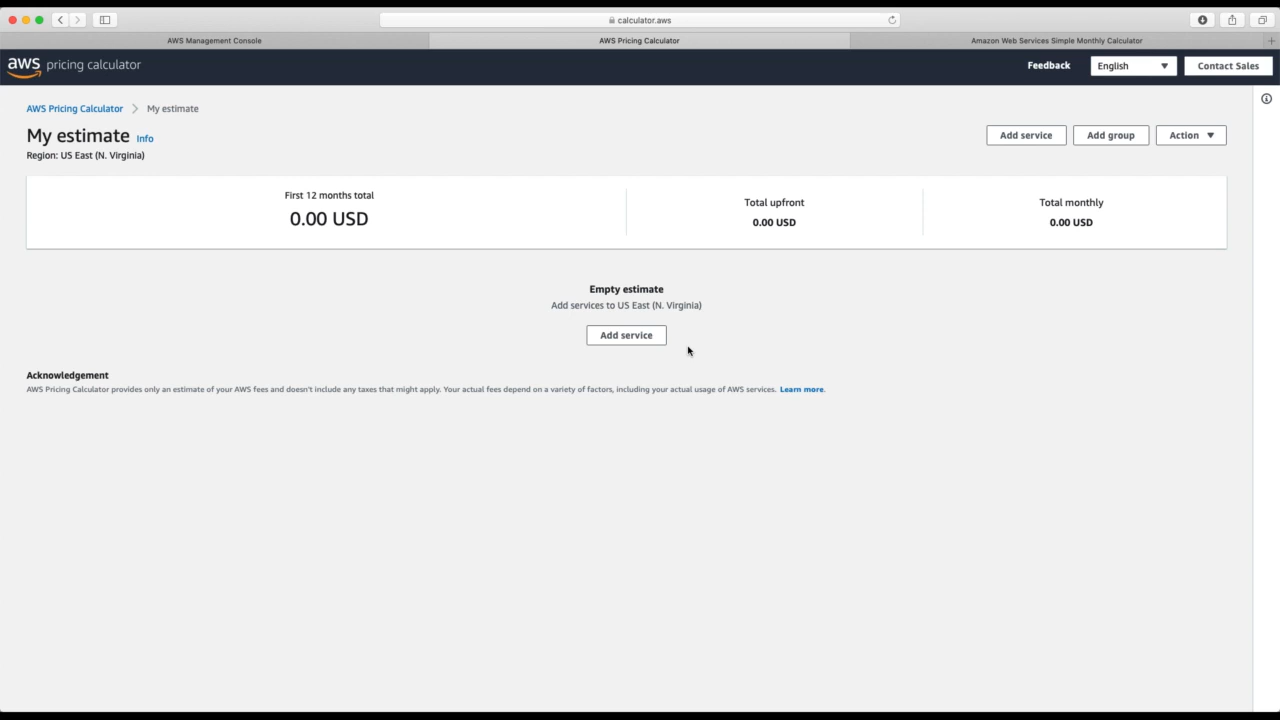 calculator.aws
AWS Management Console
AWS Pricing Calculator
Amazon Web Services Simple Monthly Calculator
aws pricing calculator
Feedback
English
Contact Sales
AWS Pricing Calculator > My estimate
My estimate Info
Region: US East (N. Virginia)
Add service
Add group
Action
First 12 months total
0.00 USD
Total upfront
0.00 USD
Total monthly
0.00 USD
Empty estimate
Add services to US East (N. Virginia)
Add service
Acknowledgement
AWS Pricing Calculator provides only an estimate of your AWS fees and doesn't include any taxes that might apply. Your actual fees depend on a variety of factors, including your actual usage of AWS services. Learn more.